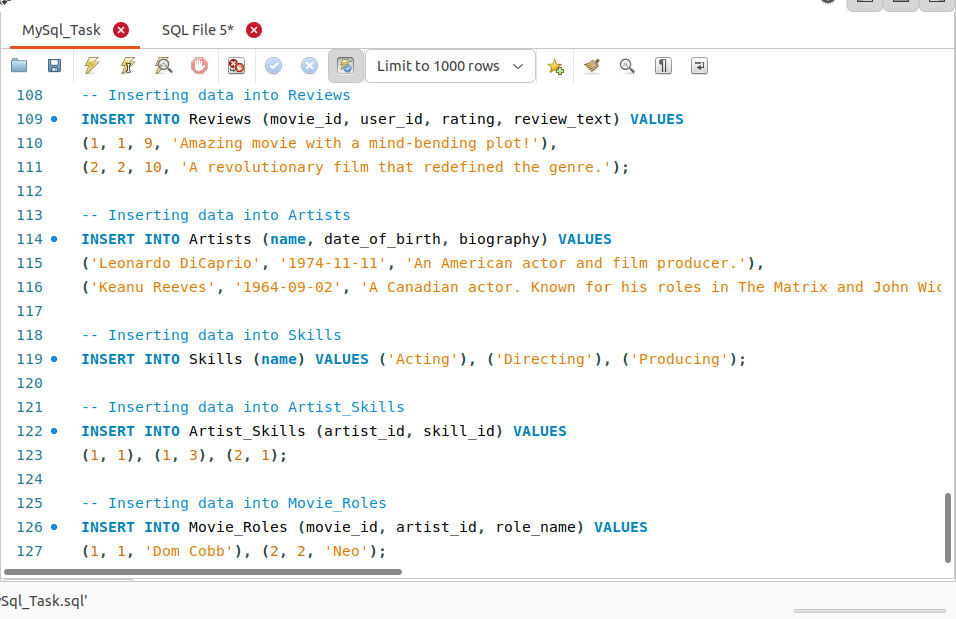 MySql_Task
SQL File 5*
Limit to 1000 rows
108 -- Inserting data into Reviews
109 INSERT INTO Reviews (movie_id, user_id, rating, review_text) VALUES
110 (1, 1, 9, 'Amazing movie with a mind-bending plot!'),
111 (2, 2, 10, 'A revolutionary film that redefined the genre.');
112
113 -- Inserting data into Artists
114 INSERT INTO Artists (name, date_of_birth, biography) VALUES
115 ('Leonardo DiCaprio', '1974-11-11', 'An American actor and film producer.'),
116 ('Keanu Reeves', '1964-09-02', 'A Canadian actor. Known for his roles in The Matrix and John
117
118 -- Inserting data into Skills
119 INSERT INTO Skills (name) VALUES ('Acting'), ('Directing'), ('Producing');
120
121 -- Inserting data into Artist_Skills
122 INSERT INTO Artist_Skills (artist_id, skill_id) VALUES
123 (1, 1), (1, 3), (2, 1);
124
125 -- Inserting data into Movie_Roles
126 INSERT INTO Movie_Roles (movie_id, artist_id, role_name) VALUES
127 (1, 1, 'Dom Cobb'), (2, 2, 'Neo');
Sql_Task.sql'